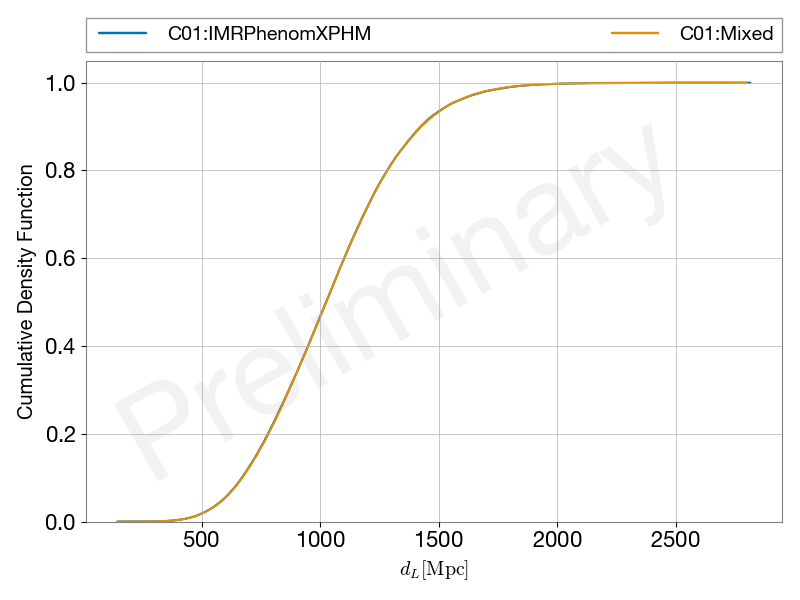 C01:IMRPhenomXPHM C01:Mixed
1.0
0.8
0.6
0.4
0.2
0.0
Cumulative Density Function
Preliminary
500 1000 1500 2000 2500
d_L [Mpc]